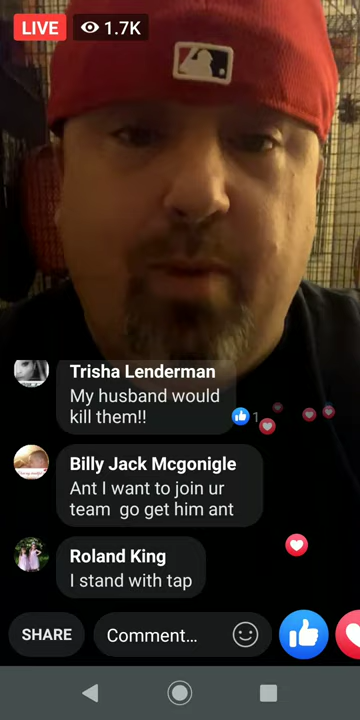 LIVE 1.7K
Trisha Lenderman
My husband would
kill them!!
1
Billy Jack Mcgonigle
Ant I want to join ur
team go get him ant
Roland King
I stand with tap
SHARE Comment...